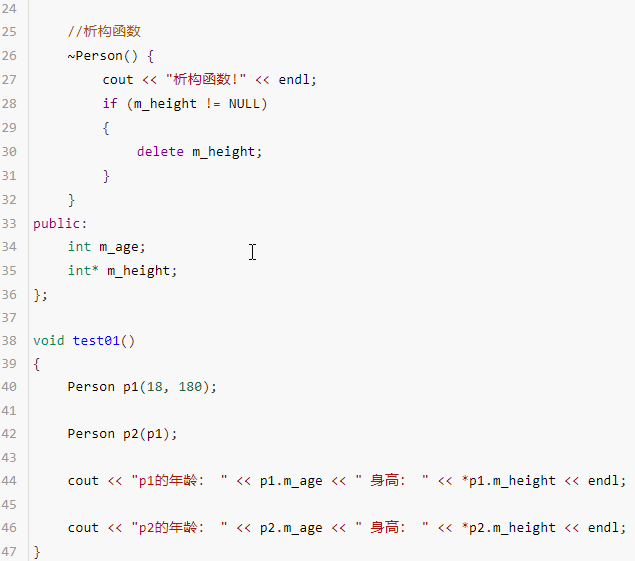 24
25 //析构函数
26 ~Person() {
27 cout << "析构函数!" << endl;
28 if (m_height != NULL)
29 {
30 delete m_height;
31 }
32 }
33 public:
34 int m_age;
35 int* m_height;
36 };
37
38 void test01()
39 {
40 Person p1(18, 180);
41
42 Person p2(p1);
43
44 cout << "p1的年龄: " << p1.m_age << " 身高: " << *p1.m_height << endl;
45
46 cout << "p2的年龄: " << p2.m_age << " 身高: " << *p2.m_height << endl;
47 }